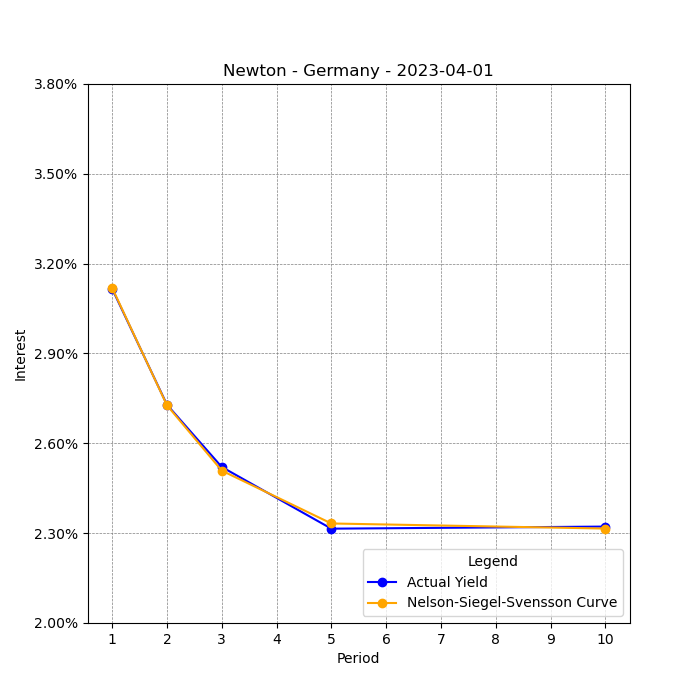 Newton - Germany - 2023-04-01
3.80%
3.50%
3.20%
2.90%
2.60%
2.30%
2.00%
Interest
1 2 3 4 5 6 7 8 9 10
Period
Legend
Actual Yield
Nelson-Siegel-Svensson Curve